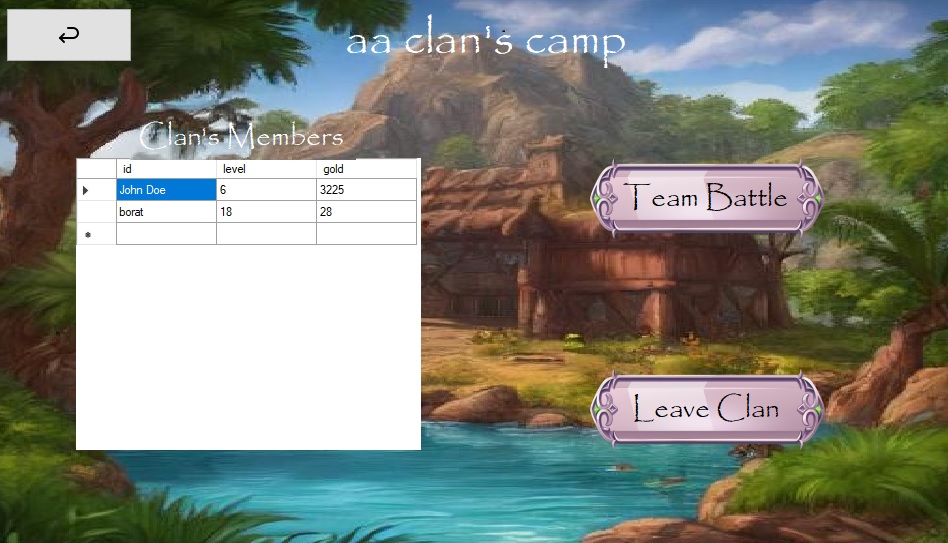 aa clan's camp
Clan's Members
id level gold
John Doe 6 3225
borat 18 28
Team Battle
Leave Clan